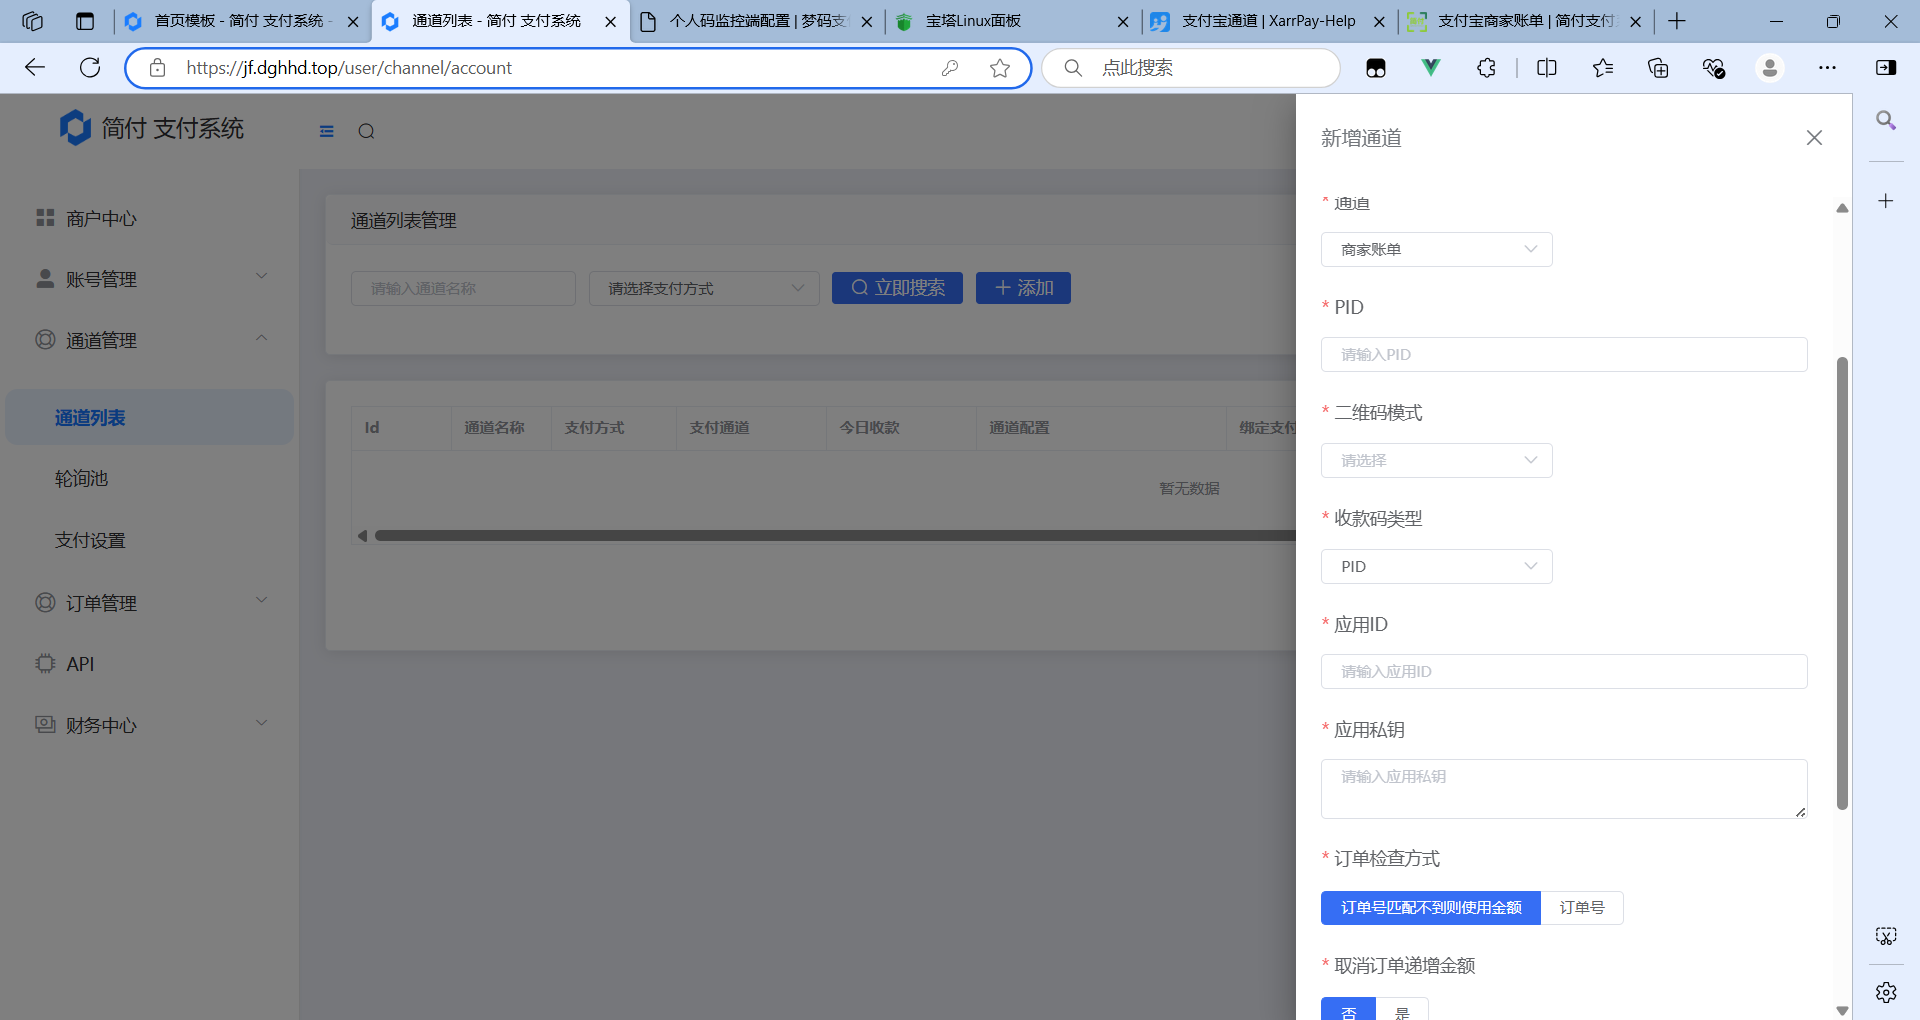 首页模板 - 简付 支付系统 -
通道列表 - 简付 支付系统
个人码监控端配置 | 梦码支
宝塔Linux面板
支付宝通道 | XarrPay-Help
支付宝商家账单 | 简付支付
https://jf.dghhd.top/user/channel/account
点此搜索
简付 支付系统
商户中心
账号管理
通道管理
通道列表
轮询池
支付设置
订单管理
API
财务中心
通道列表管理
请输入通道名称
请选择支付方式
立即搜索
添加
Id
通道名称
支付方式
支付通道
今日收款
通道配置
绑定支付
暂无数据
新增通道
* 通道
商家账单
* PID
请输入PID
* 二维码模式
请选择
* 收款码类型
PID
* 应用ID
请输入应用ID
* 应用私钥
请输入应用私钥
* 订单检查方式
订单号匹配不到则使用金额
订单号
* 取消订单递增金额
否
是